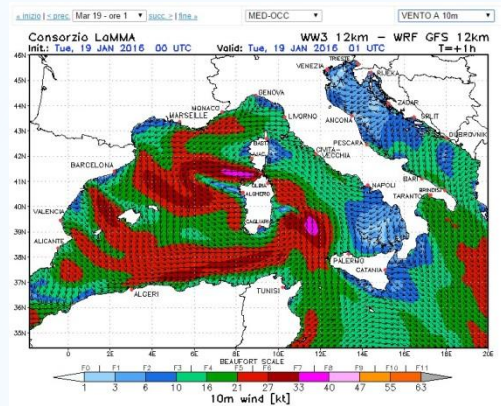 « inizio | < prec Mar 19 - ore 1 succ. > | fine » MED-OCC VENTO A 10m
Consorzio LaMMA WW3 12km - WRF GFS 12km
Init.: Tue, 19 JAN 2016 00 UTC Valid: Tue, 19 JAN 2016 01 UTC T=+1h
46N
VENEZIA TRIESTE
RIJEKA
45N
GENOVA ZADAR
44N
MONACO LIVORNO ANCONA SPLIT
MARSEILLE
43N
DUBROVNIK
PESCARA
42N
CIVITA-
VECCHIA
BARCELONA BARI
41N
OLBIA NAPOLI BRINDISI
ALGHERO TARANTO
40N
VALENCIA
CAGLIARI
39N
ALICANTE
38N
PALERMO
CATANIA
37N
ALGERI TUNISI
36N
35N
0 2E 4E 6E 8E 10E 12E 14E 16E 18E 20E
BEAUFORT SCALE
F0 F1 F2 F3 F4 F5 F6 F7 F8 F9 F10 F11
1 3 6 10 16 21 27 33 40 47 55 63
10m wind [kt]